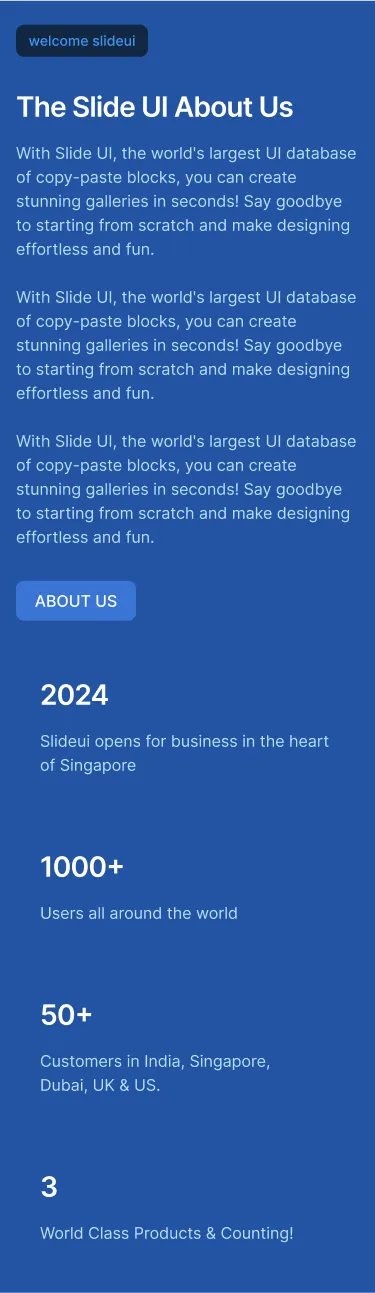 welcome slideui
The Slide UI About Us
With Slide UI, the world's largest UI database
of copy-paste blocks, you can create
stunning galleries in seconds! Say goodbye
to starting from scratch and make designing
effortless and fun.
With Slide UI, the world's largest UI database
of copy-paste blocks, you can create
stunning galleries in seconds! Say goodbye
to starting from scratch and make designing
effortless and fun.
With Slide UI, the world's largest UI database
of copy-paste blocks, you can create
stunning galleries in seconds! Say goodbye
to starting from scratch and make designing
effortless and fun.
ABOUT US
2024
Slideui opens for business in the heart
of Singapore
1000+
Users all around the world
50+
Customers in India, Singapore,
Dubai, UK & US.
3
World Class Products & Counting!